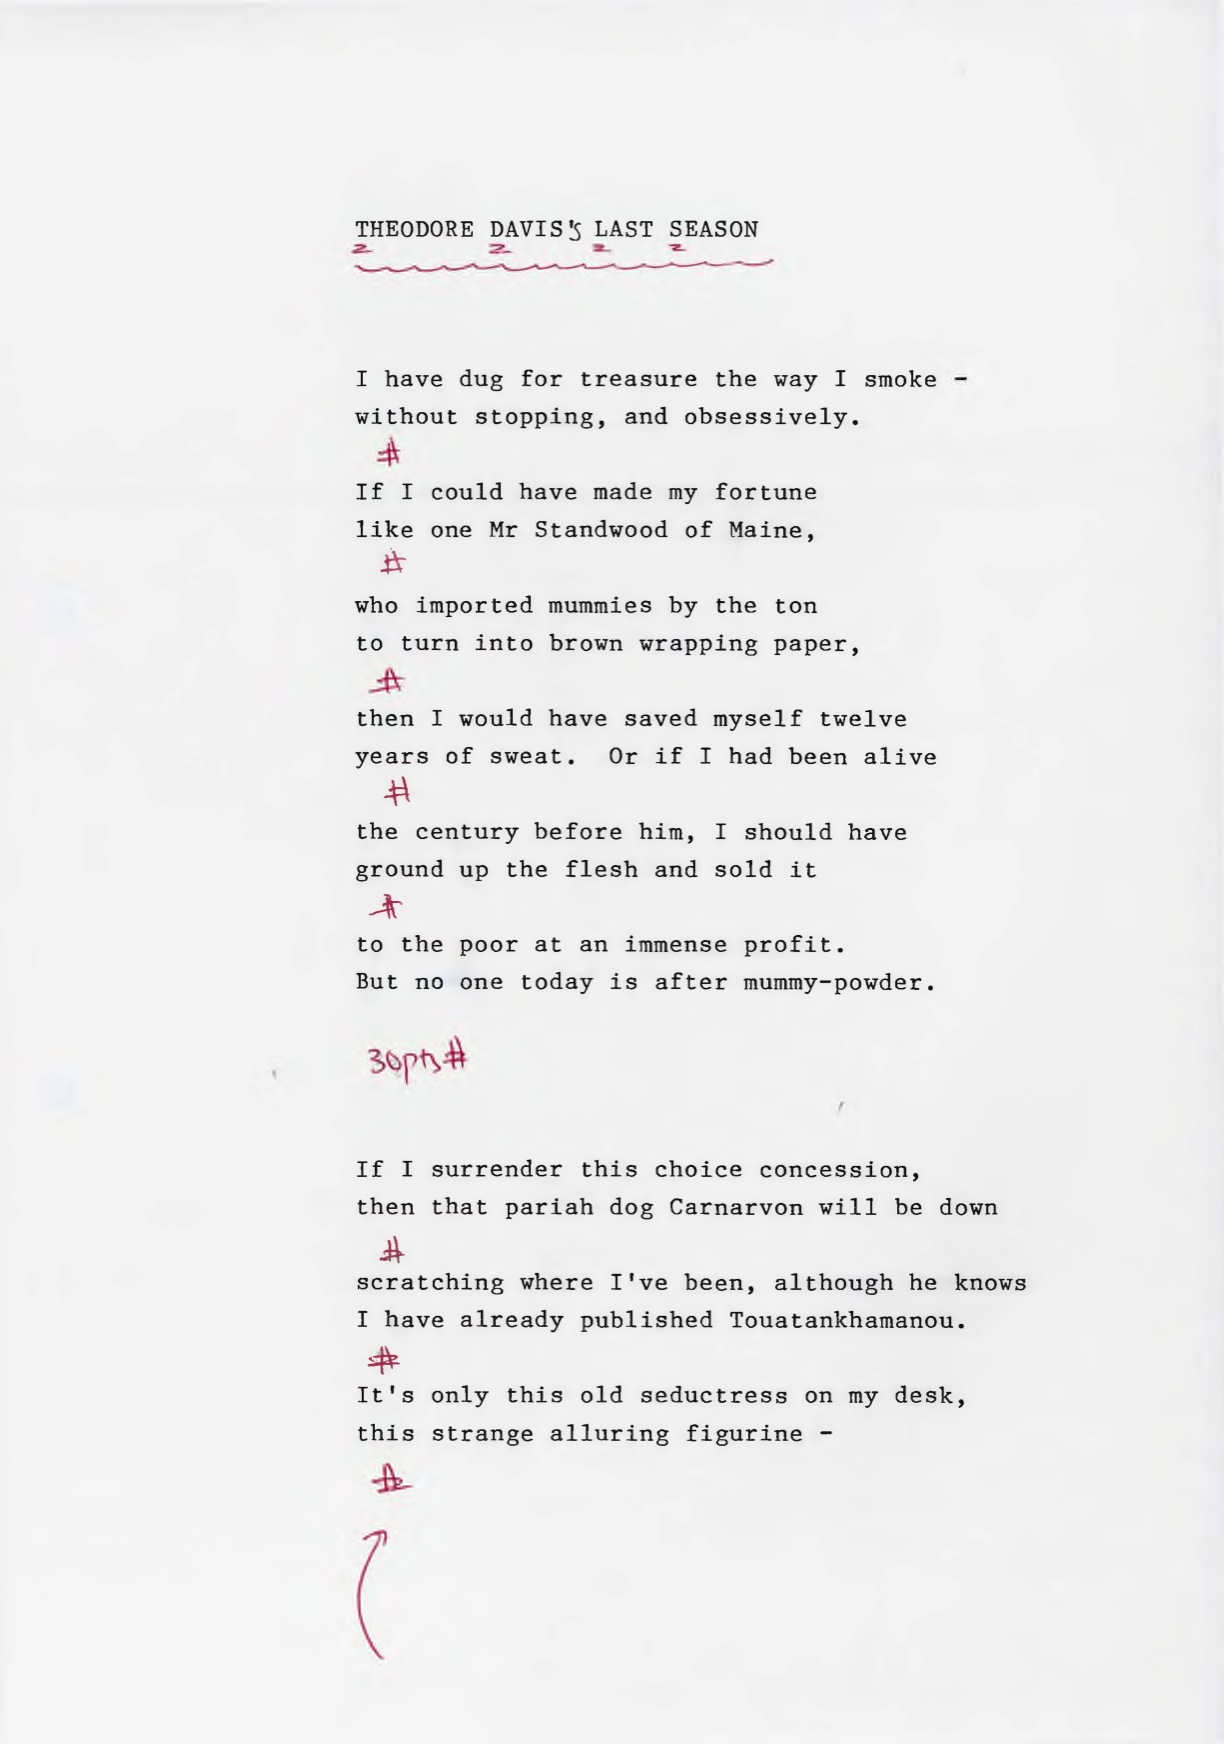 THEODORE DAVIS'S LAST SEASON
I have dug for treasure the way I smoke -
without stopping, and obsessively.
#
If I could have made my fortune
like one Mr Standwood of Maine,
#
who imported mummies by the ton
to turn into brown wrapping paper,
#
then I would have saved myself twelve
years of sweat.  Or if I had been alive
#
the century before him, I should have
ground up the flesh and sold it
#
to the poor at an immense profit.
But no one today is after mummy-powder.
30pts#
If I surrender this choice concession,
then that pariah dog Carnarvon will be down
#
scratching where I've been, although he knows
I have already published Touatankhamanou.
#
It's only this old seductress on my desk,
this strange alluring figurine -
#